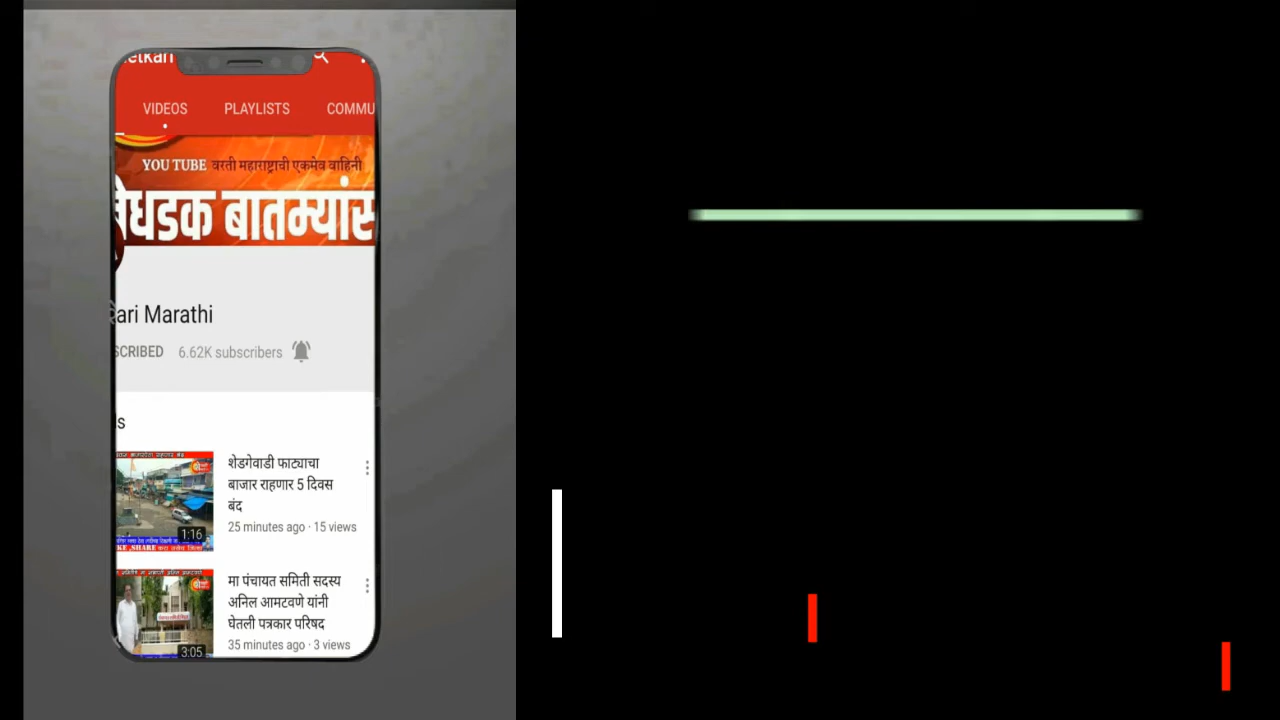 VIDEOS PLAYLISTS COMMU
YOU TUBE वरती महाराष्ट्राची एकमेव वाहिनी
बेधडक बातम्यांस
ari Marathi
SCRIBED 6.62K subscribers
शेडगेवाडी फाट्याचा
बाजार राहणार 5 दिवस
बंद
25 minutes ago · 15 views
1:16
मा पंचायत समिती सदस्य
अनिल आमटवणे यांनी
घेतली पत्रकार परिषद
35 minutes ago · 3 views
3:05